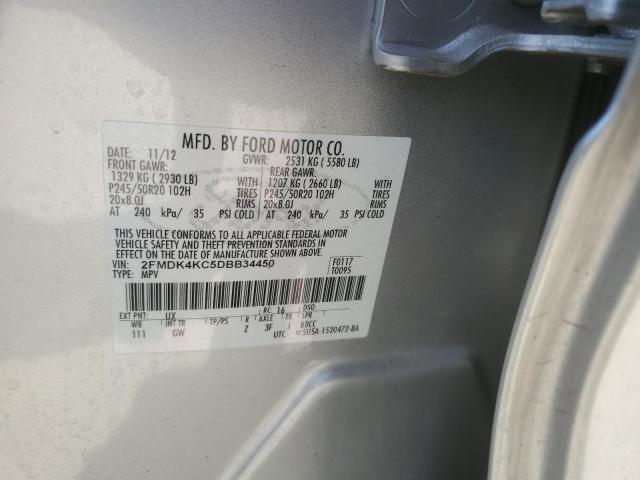 MFD. BY FORD MOTOR CO.
DATE: 11/12 GVWR: 2531 KG ( 5580 LB)
FRONT GAWR: REAR GAWR:
1329 KG ( 2930 LB) WITH 1207 KG ( 2660 LB) WITH
P245/50R20 102H TIRES P245/50R20 102H TIRES
20x8.0J RIMS 20x8.0J RIMS
AT 240 kPa/ 35 PSI COLD AT 240 kPa/ 35 PSI COLD
THIS VEHICLE CONFORMS TO ALL APPLICABLE FEDERAL MOTOR
VEHICLE SAFETY AND THEFT PREVENTION STANDARDS IN
EFFECT ON THE DATE OF MANUFACTURE SHOWN ABOVE.
VIN: 2FMDK4KC5DBB34450 F0117
TYPE: MPV T0095
EXT PNT: UX RC: 16 DSO:
WB INT TR TP/PS R AXLE TR SPR
111 GW Z 3F J BBCC
UTC 5U5A-1520472-BA